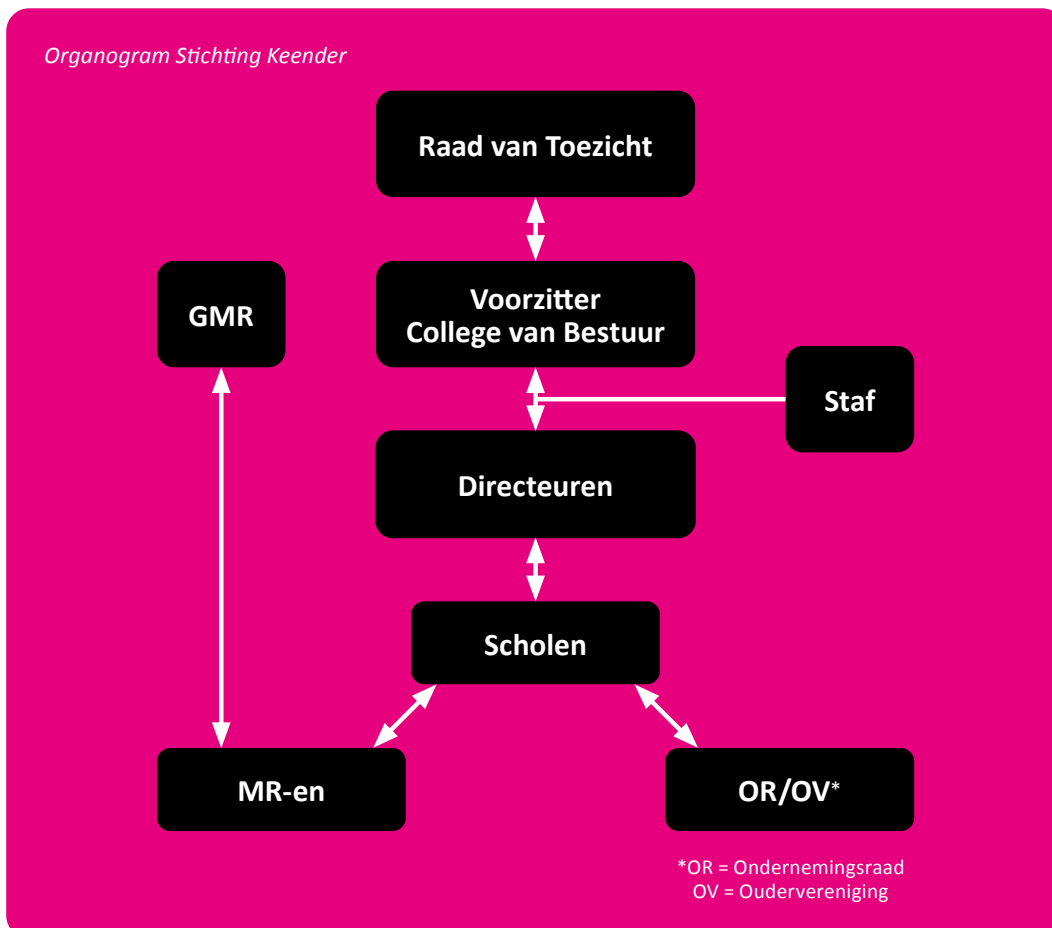 Organogram Stichting Keender
Raad van Toezicht
GMR
Voorzitter
College van Bestuur
Staf
Directeuren
Scholen
MR-en
OR/OV*
*OR = Ondernemingsraad
OV = Oudervereniging